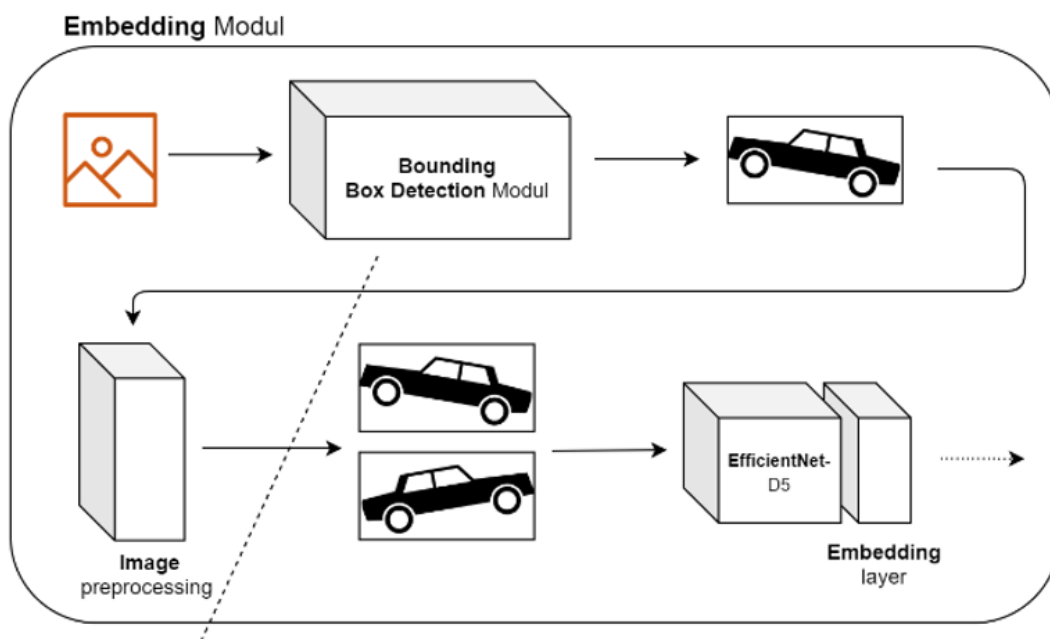 Embedding Modul
Bounding
Box Detection Modul
Image
preprocessing
EfficientNet-
D5
Embedding
layer